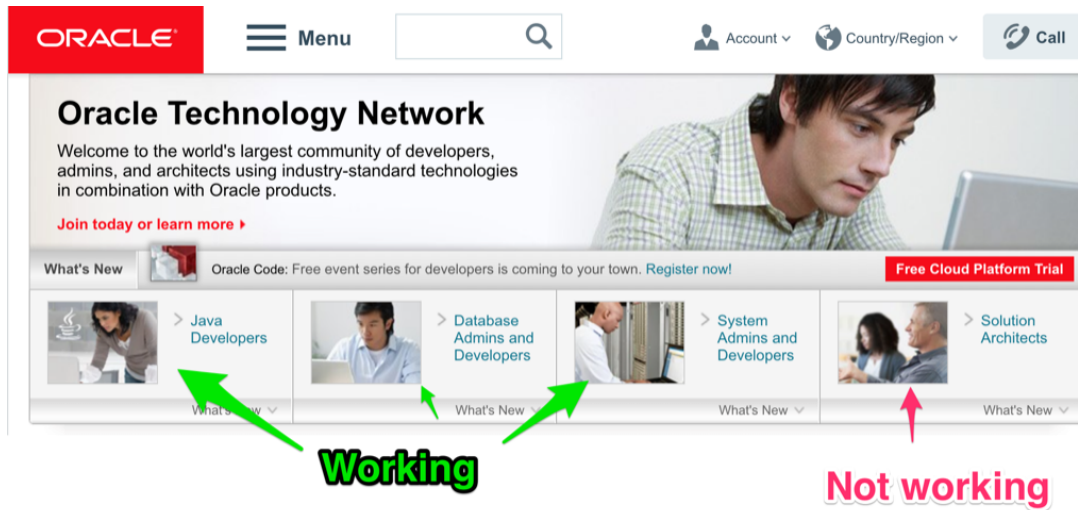 ORACLE
Menu
Account
Country/Region
Call
Oracle Technology Network
Welcome to the world's largest community of developers,
admins, and architects using industry-standard technologies
in combination with Oracle products.
Join today or learn more
What's New
Oracle Code: Free event series for developers is coming to your town. Register now!
Free Cloud Platform Trial
Java
Developers
Database
Admins and
Developers
System
Admins and
Developers
Solution
Architects
What's New
What's New
What's New
What's New
Working
Not working